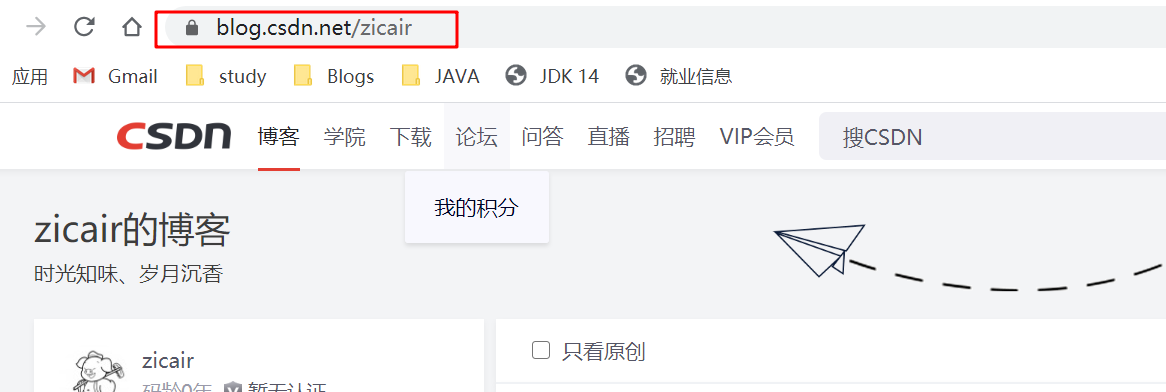 blog.csdn.net/zicair
应用 Gmail study Blogs JAVA JDK 14 就业信息
CSDN 博客 学院 下载 论坛 问答 直播 招聘 VIP会员 搜CSDN
我的积分
zicair的博客
时光知味、岁月沉香
zicair
只看原创
码龄0年 暂无认证